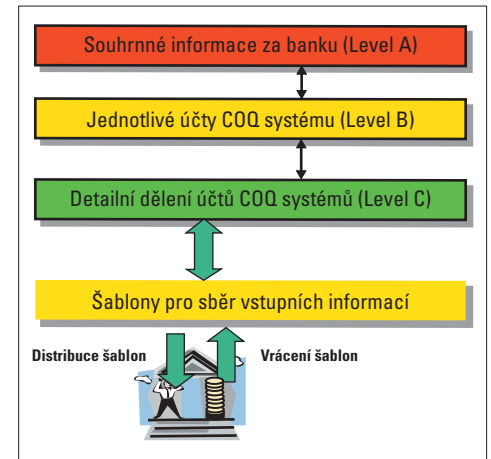 Souhrnné informace za banku (Level A)
Jednotlivé účty COQ systému (Level B)
Detailní dělení účtů COQ systémů (Level C)
Šablony pro sběr vstupních informací
Distribuce šablon
Vrácení šablon